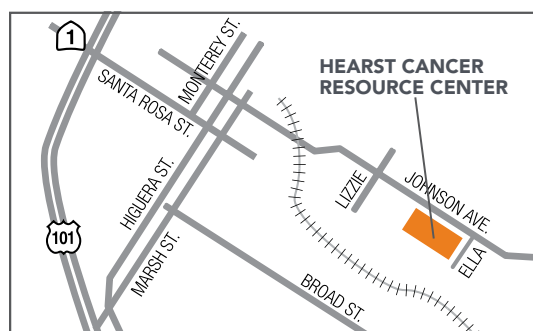 1
MONTEREY ST.
HEARST CANCER
RESOURCE CENTER
SANTA ROSA ST.
LIZZIE
JOHNSON AVE.
HIGUERA ST.
101
MARSH ST.
ELLA
BROAD ST.